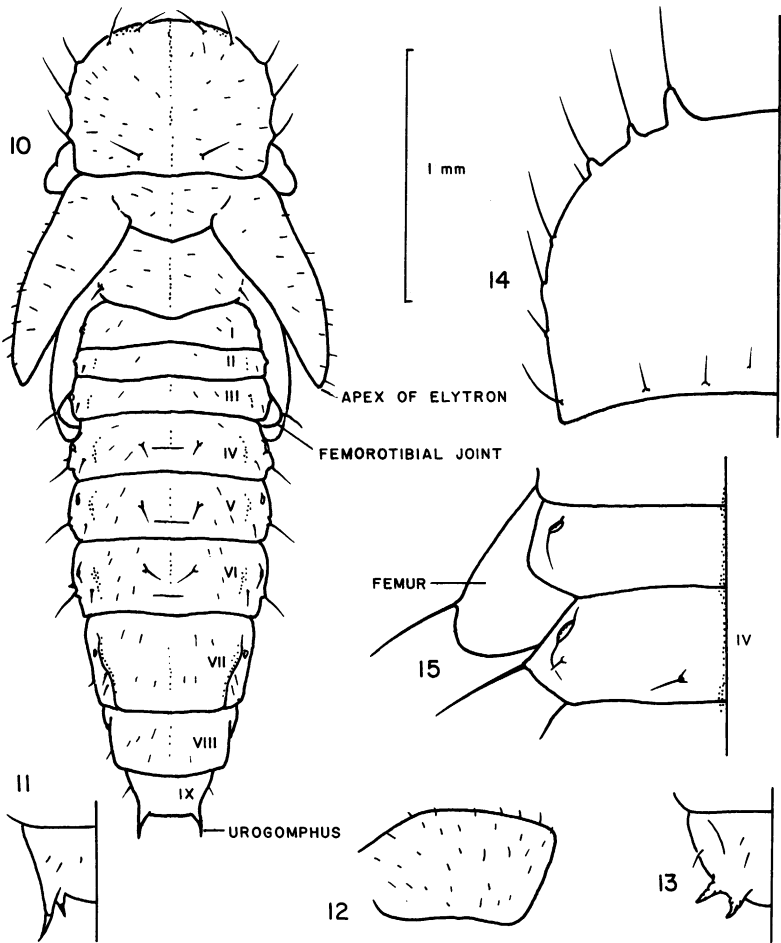 10
1 mm
14
I
II
III
APEX OF ELYTRON
IV
FEMOROTIBIAL JOINT
V
VI
FEMUR
IV
15
VII
VIII
11
IX
UROGOMPHUS
12
13